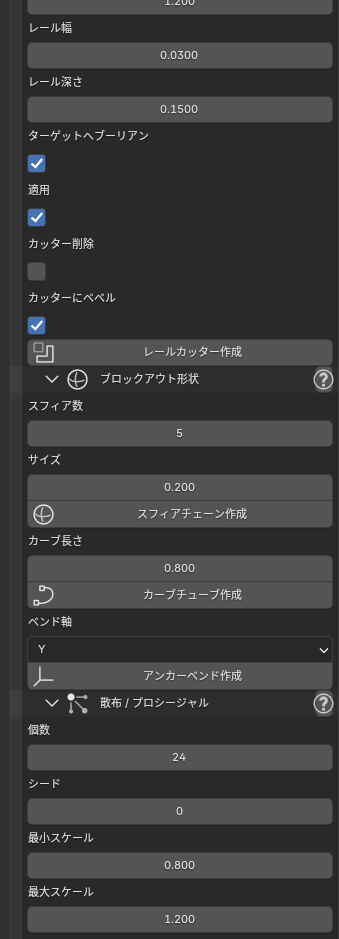 1.200
レール幅
0.0300
レール深さ
0.1500
ターゲットへブーリアン
適用
カッター削除
カッターにベベル
レールカッター作成
ブロックアウト形状
?
スフィア数
5
サイズ
0.200
スフィアチェーン作成
カーブ長さ
0.800
カーブチューブ作成
ベンド軸
Y
アンカーベンド作成
散布 / プロシージャル
?
個数
24
シード
0
最小スケール
0.800
最大スケール
1.200